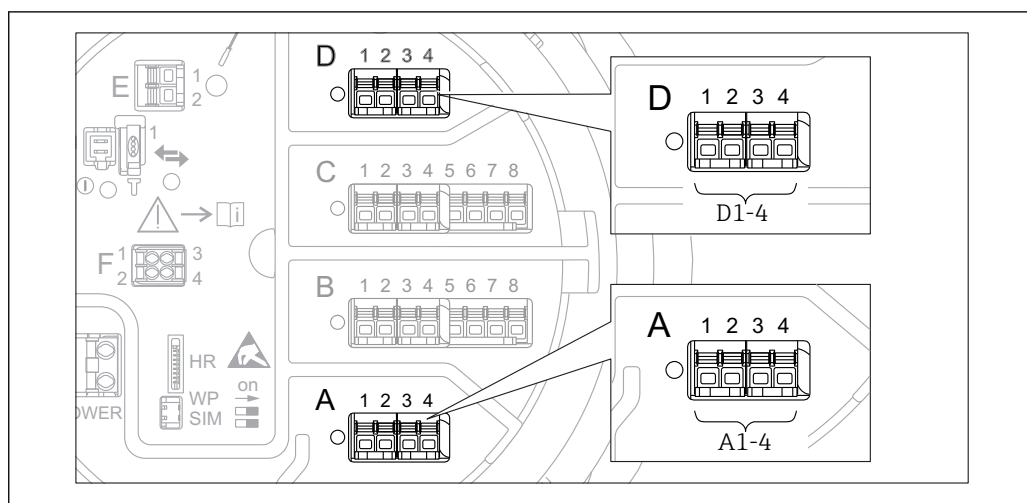 D 1 2 3 4
E 1
2
1
C 1 2 3 4 5 6 7 8
i
F 1 3
2 4
B 1 2 3 4 5 6 7 8
HR
WP on
SIM
OWER
A 1 2 3 4
D 1 2 3 4
D1-4
A 1 2 3 4
A1-4